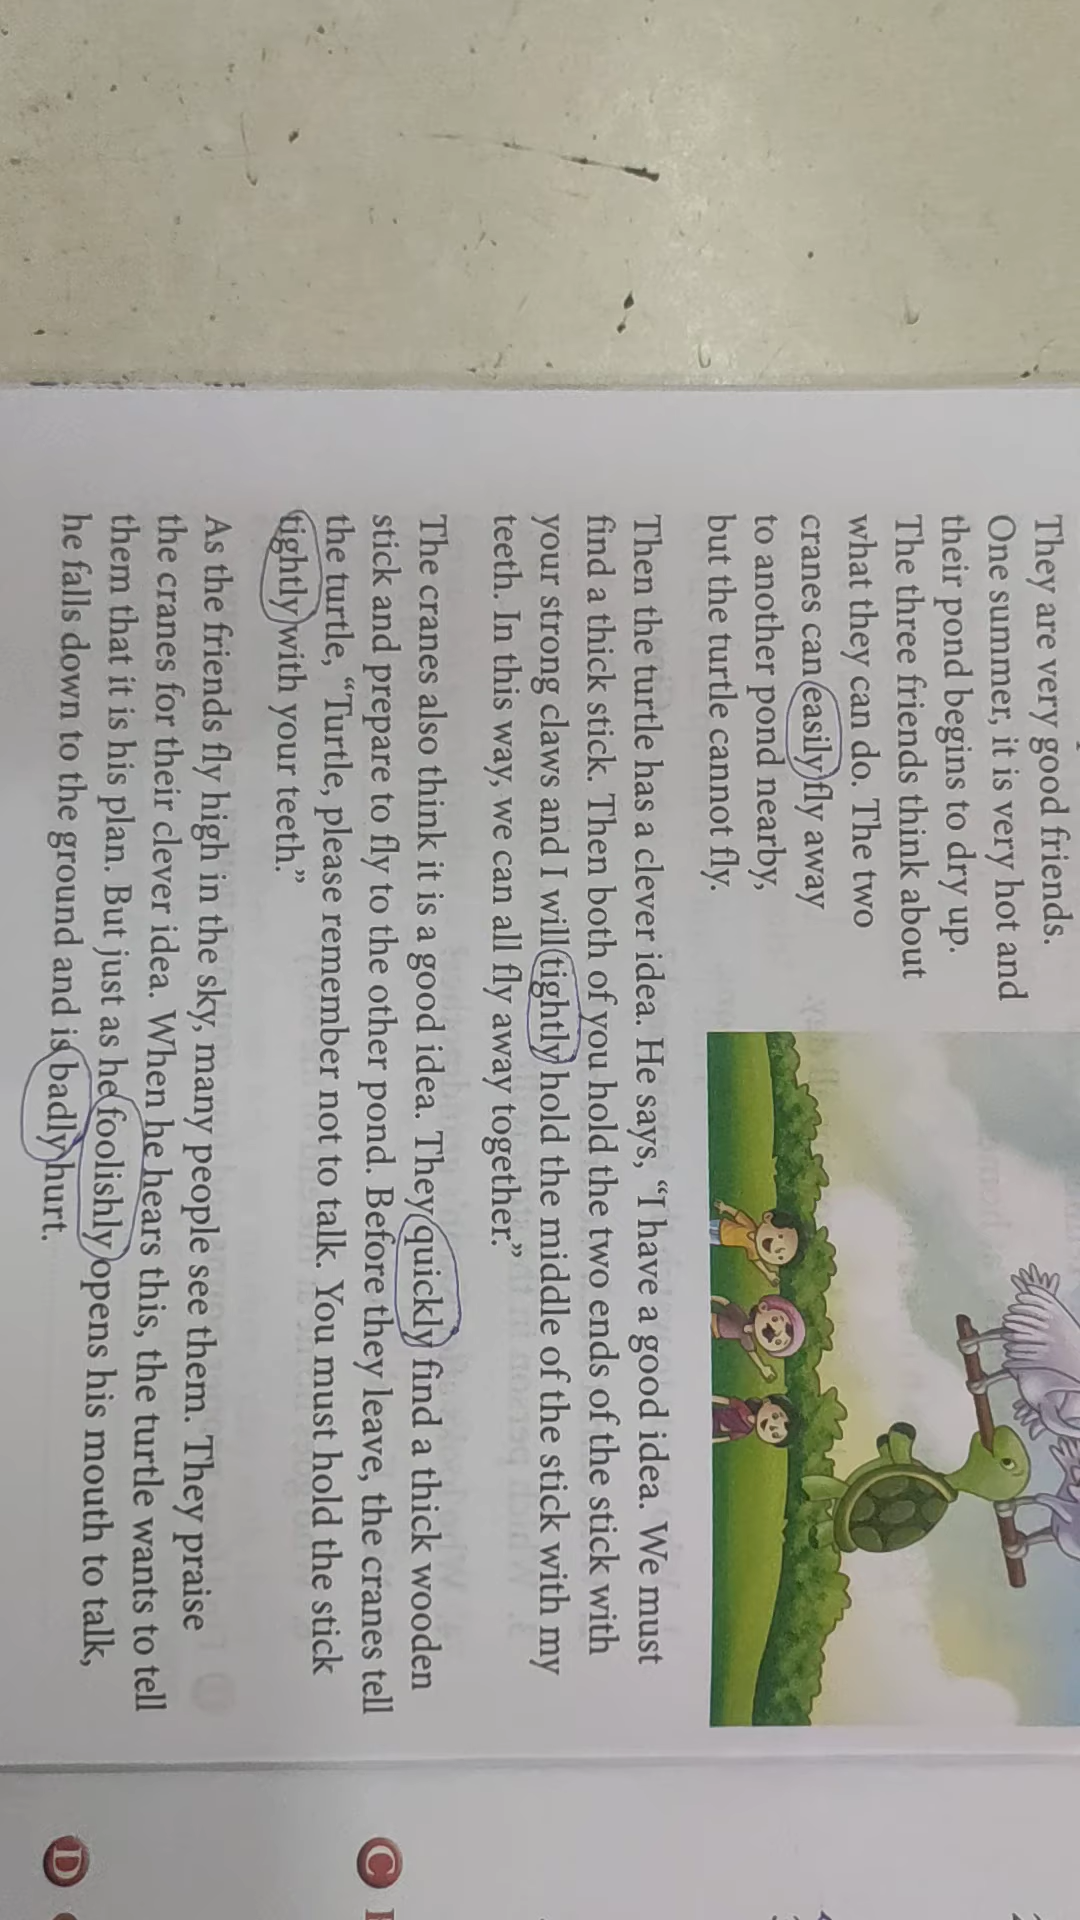 They are very good friends.
One summer, it is very hot and
their pond begins to dry up.
The three friends think about
what they can do. The two
cranes can easily fly away
to another pond nearby,
but the turtle cannot fly.
Then the turtle has a clever idea. He says, “I have a good idea. We must
find a thick stick. Then both of you hold the two ends of the stick with
your strong claws and I will tightly hold the middle of the stick with my
teeth. In this way, we can all fly away together.”
The cranes also think it is a good idea. They quickly find a thick wooden
stick and prepare to fly to the other pond. Before they leave, the cranes tell
the turtle, “Turtle, please remember not to talk. You must hold the stick
tightly with your teeth.”
As the friends fly high in the sky, many people see them. They praise
the cranes for their clever idea. When he hears this, the turtle wants to tell
them that it is his plan. But just as he foolishly opens his mouth to talk,
he falls down to the ground and is badly hurt.
C
D